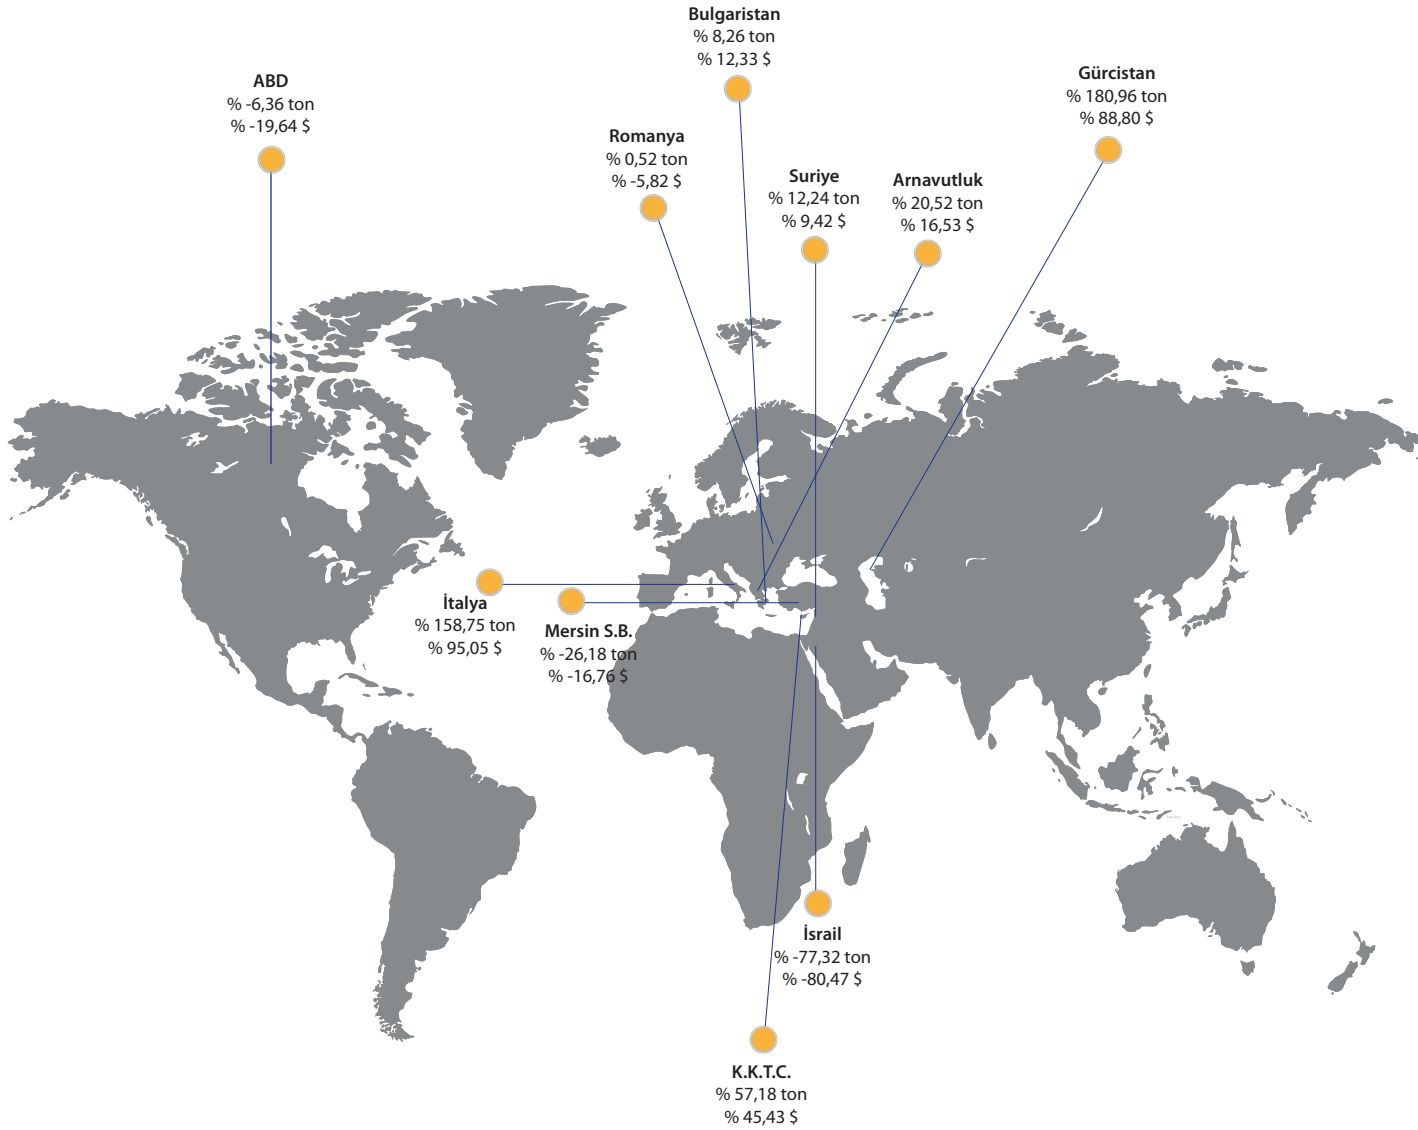 Bulgaristan
% 8,26 ton
% 12,33 $
ABD
% -6,36 ton
% -19,64 $
Gürcistan
% 180,96 ton
% 88,80 $
Romanya
% 0,52 ton
% -5,82 $
Suriye
% 12,24 ton
% 9,42 $
Arnavutluk
% 20,52 ton
% 16,53 $
İtalya
% 158,75 ton
% 95,05 $
Mersin S.B.
% -26,18 ton
% -16,76 $
İsrail
% -77,32 ton
% -80,47 $
K.K.T.C.
% 57,18 ton
% 45,43 $